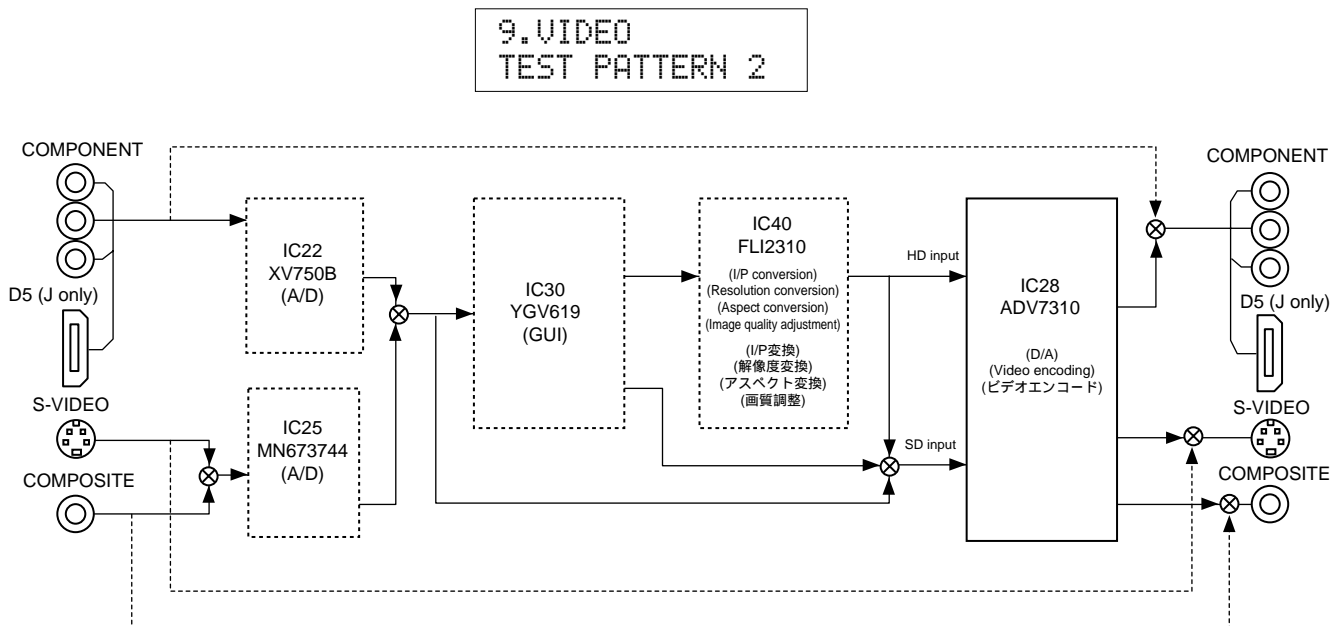 9.VIDEO
TEST PATTERN 2
COMPONENT
D5 (J only)
S-VIDEO
COMPOSITE
IC22
XV750B
(A/D)
IC25
MN673744
(A/D)
IC30
YGV619
(GUI)
IC40
FLI2310
(I/P conversion)
(Resolution conversion)
(Aspect conversion)
(Image quality adjustment)
(I/P変換)
(解像度変換)
(アスペクト変換)
(画質調整)
HD input
SD input
IC28
ADV7310
(D/A)
(Video encoding)
(ビデオエンコード)
COMPONENT
D5 (J only)
S-VIDEO
COMPOSITE